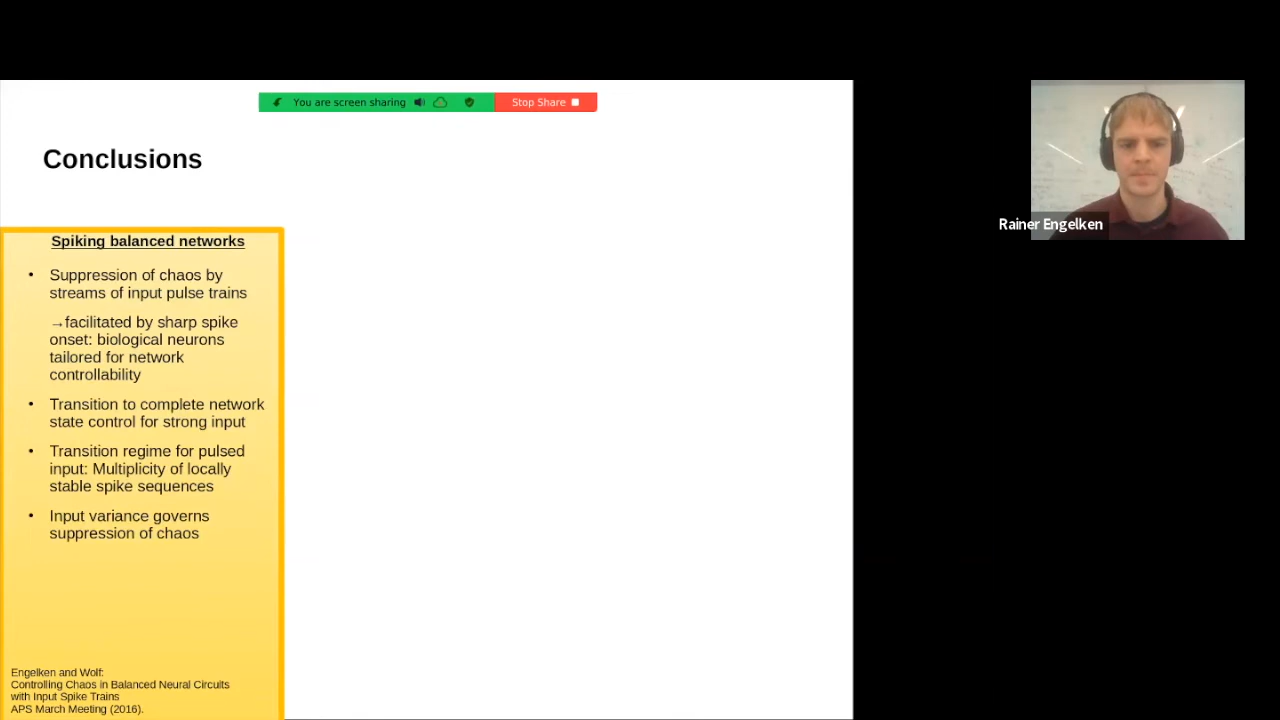 You are screen sharing
Stop Share
Conclusions
Rainer Engelken
Spiking balanced networks
• Suppression of chaos by
streams of input pulse trains
→facilitated by sharp spike
onset: biological neurons
tailored for network
controllability
• Transition to complete network
state control for strong input
• Transition regime for pulsed
input: Multiplicity of locally
stable spike sequences
• Input variance governs
suppression of chaos
Engelken and Wolf:
Controlling Chaos in Balanced Neural Circuits
with Input Spike Trains
APS March Meeting (2016).